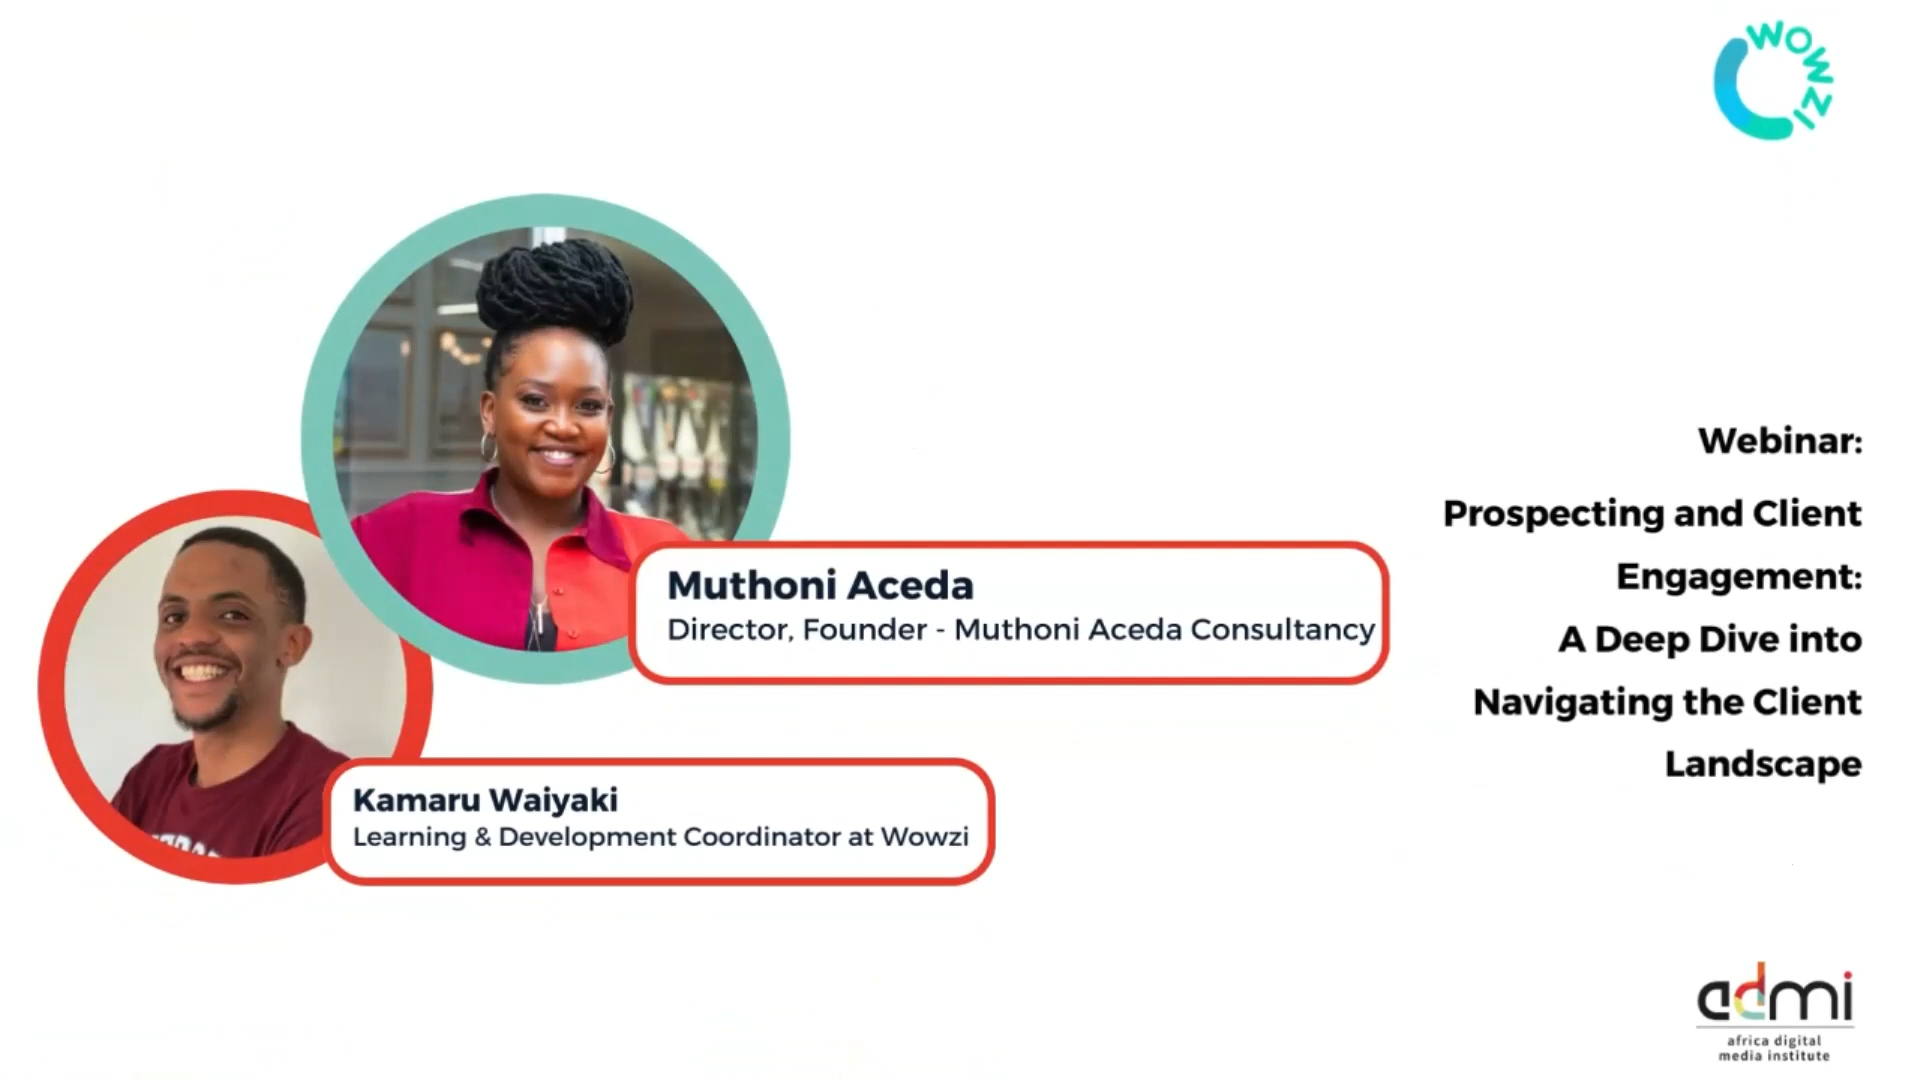 WOWZI
Muthoni Aceda
Director, Founder - Muthoni Aceda Consultancy
Kamaru Waiyaki
Learning & Development Coordinator at Wowzi
Webinar:
Prospecting and Client
Engagement:
A Deep Dive into
Navigating the Client
Landscape
admi
africa digital
media institute